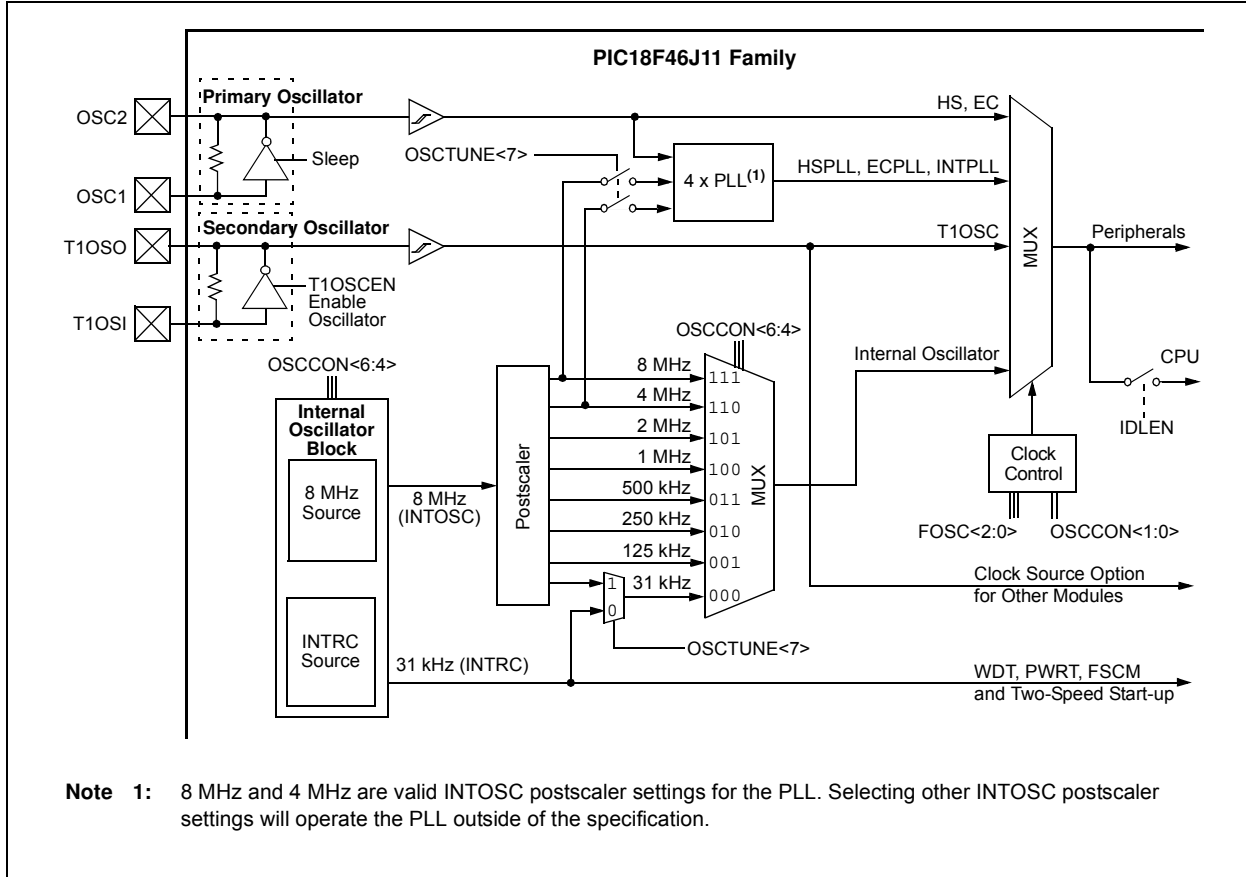 PIC18F46J11 Family
Primary Oscillator
OSC2
HS, EC
OSCTUNE<7>
Sleep
4 x PLL(1)
HSPLL, ECPLL, INTPLL
OSC1
Secondary Oscillator
T1OSO
T1OSC
Peripherals
MUX
T1OSCEN
Enable
Oscillator
T1OSI
OSCCON<6:4>
OSCCON<6:4>
Internal Oscillator
CPU
IDLEN
Internal
Oscillator
Block
8 MHz
Source
8 MHz
(INTOSC)
Postscaler
8 MHz
111
4 MHz
110
2 MHz
101
1 MHz
100
500 kHz
011
250 kHz
010
125 kHz
001
1
31 kHz
000
0
MUX
Clock
Control
FOSC<2:0>
OSCCON<1:0>
Clock Source Option
for Other Modules
INTRC
Source
31 kHz (INTRC)
OSCTUNE<7>
WDT, PWRT, FSCM
and Two-Speed Start-up
Note 1: 8 MHz and 4 MHz are valid INTOSC postscaler settings for the PLL. Selecting other INTOSC postscaler
settings will operate the PLL outside of the specification.